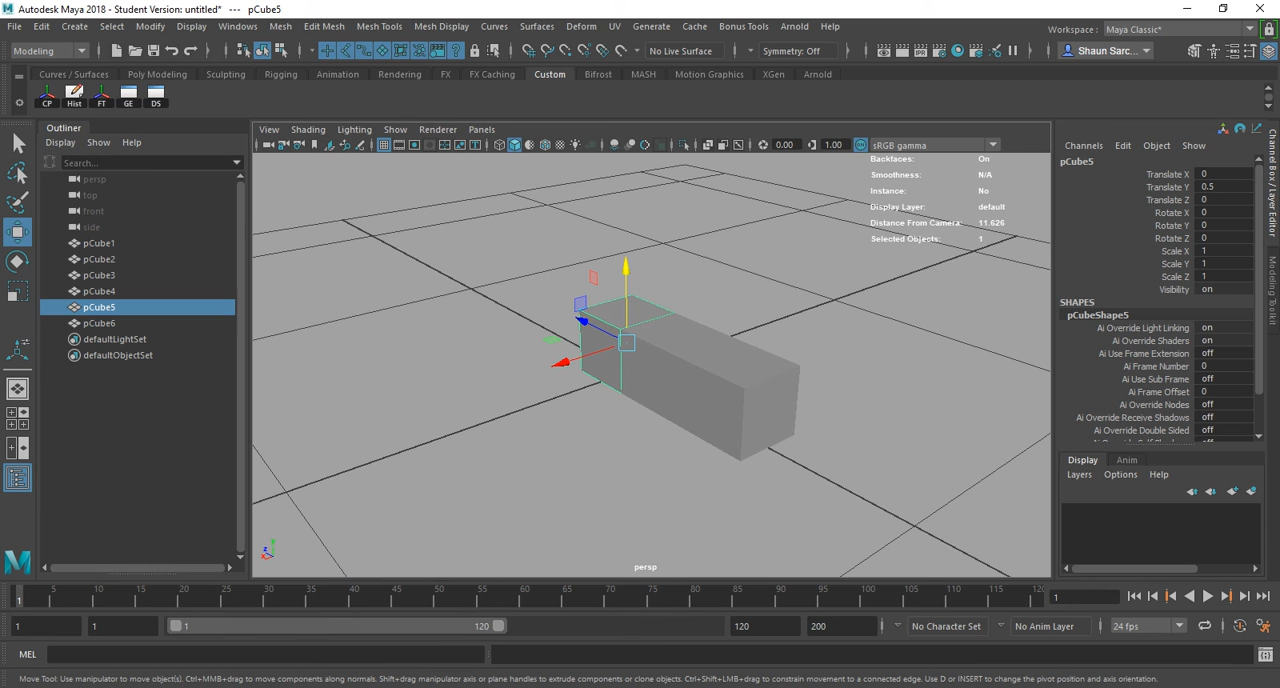 Autodesk Maya 2018 - Student Version: untitled* --- pCube5
File Edit Create Select Modify Display Windows Mesh Edit Mesh Mesh Tools Mesh Display Curves Surfaces Deform UV Generate Cache Bonus Tools Arnold Help
Workspace : Maya Classic*
Modeling No Live Surface Symmetry: Off Shaun Sarc...
Curves / Surfaces Poly Modeling Sculpting Rigging Animation Rendering FX FX Caching Custom Bifrost MASH Motion Graphics XGen Arnold
CP Hist FT GE DS
Outliner
Display Show Help
Search...
persp
top
front
side
pCube1
pCube2
pCube3
pCube4
pCube5
pCube6
defaultLightSet
defaultObjectSet
View Shading Lighting Show Renderer Panels
0.00 1.00 sRGB gamma
Backfaces: On
Smoothness: N/A
Instance: No
Display Layer: default
Distance From Camera: 11.626
Selected Objects: 1
persp
Channels Edit Object Show
pCube5
Translate X 0
Translate Y 0.5
Translate Z 0
Rotate X 0
Rotate Y 0
Rotate Z 0
Scale X 1
Scale Y 1
Scale Z 1
Visibility on
SHAPES
pCubeShape5
Ai Override Light Linking on
Ai Override Shaders on
Ai Use Frame Extension off
Ai Frame Number 0
Ai Use Sub Frame off
Ai Frame Offset 0
Ai Override Nodes off
Ai Override Receive Shadows off
Ai Override Double Sided off
Channel Box / Layer Editor
Modeling Toolkit
Display Anim
Layers Options Help
1 5 10 15 20 25 30 35 40 45 50 55 60 65 70 75 80 85 90 95 100 105 110 115 120 1
1 1 1 120 120 200 No Character Set No Anim Layer 24 fps
MEL
Move Tool: Use manipulator to move object(s). Ctrl+MMB+drag to move components along normals. Shift+drag manipulator axis or plane handles to extrude components or clone objects. Ctrl+Shift+LMB+drag to constrain movement to a connected edge. Use D or INSERT to change the pivot position and axis orientation.